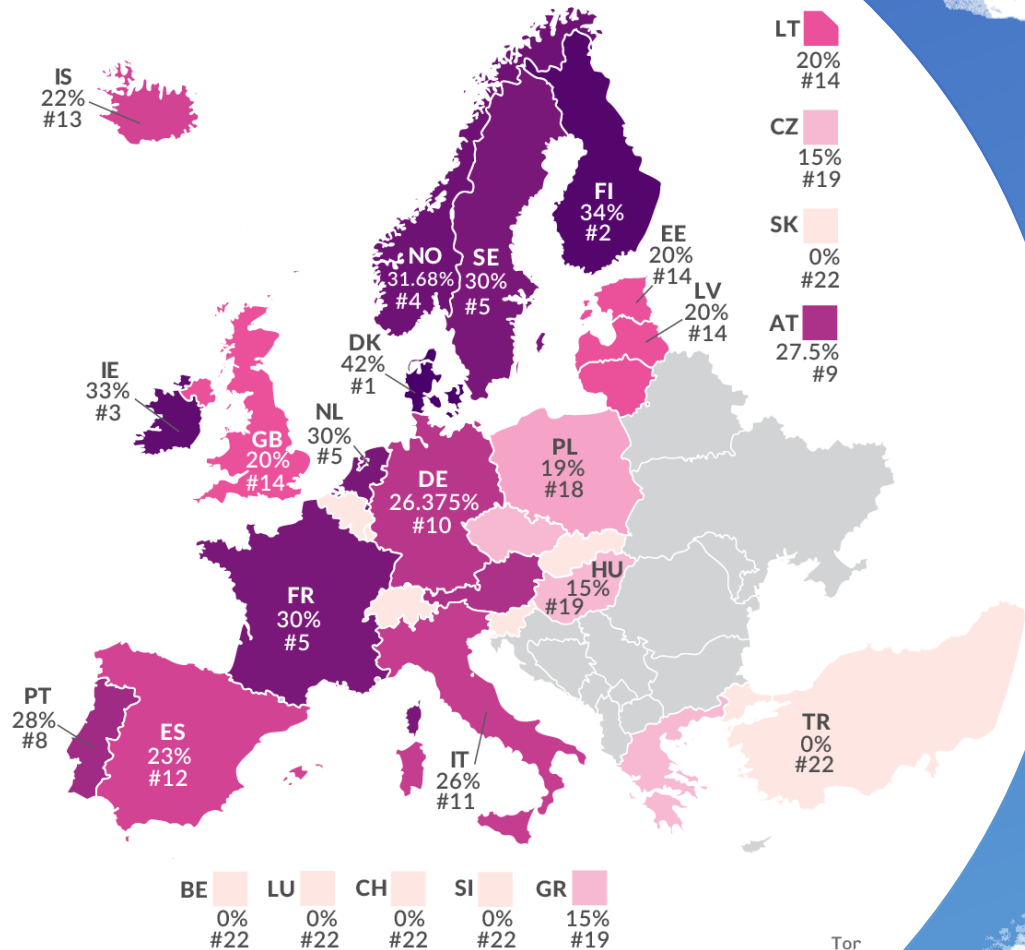 LT
20%
#14
IS
22%
#13
CZ
15%
#19
FI
34%
#2
SK
0%
#22
EE
20%
#14
NO
31.68%
#4
SE
30%
#5
LV
20%
#14
AT
27.5%
#9
DK
42%
#1
IE
33%
#3
NL
30%
#5
GB
20%
#14
PL
19%
#18
DE
26.375%
#10
HU
15%
#19
FR
30%
#5
PT
28%
#8
ES
23%
#12
IT
26%
#11
TR
0%
#22
BE
0%
#22
LU
0%
#22
CH
0%
#22
SI
0%
#22
GR
15%
#19
Tor